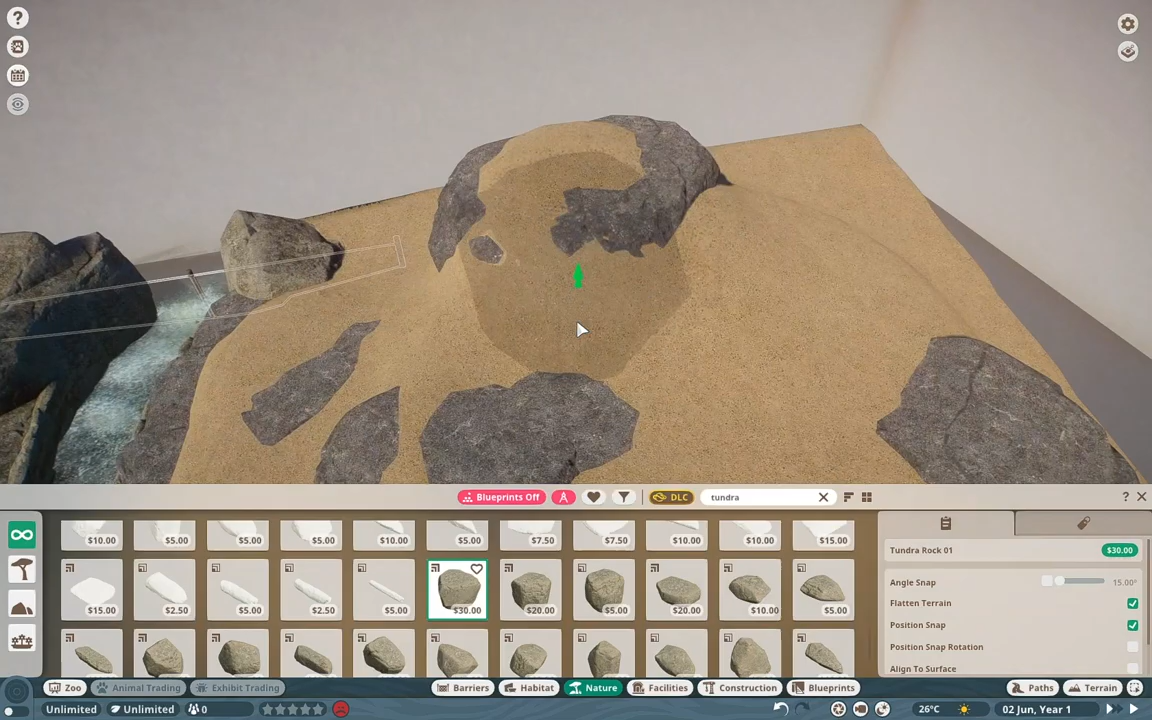 ?
Blueprints Off
DLC
tundra
?
$10.00
$5.00
$5.00
$5.00
$10.00
$5.00
$7.50
$7.50
$10.00
$10.00
$15.00
$15.00
$2.50
$5.00
$2.50
$5.00
$30.00
$20.00
$5.00
$20.00
$10.00
$5.00
Tundra Rock 01
$30.00
Angle Snap
15.00°
Flatten Terrain
Position Snap
Position Snap Rotation
Align To Surface
Zoo
Animal Trading
Exhibit Trading
Barriers
Habitat
Nature
Facilities
Construction
Blueprints
Paths
Terrain
Unlimited
Unlimited
0
26°C
02 Jun, Year 1